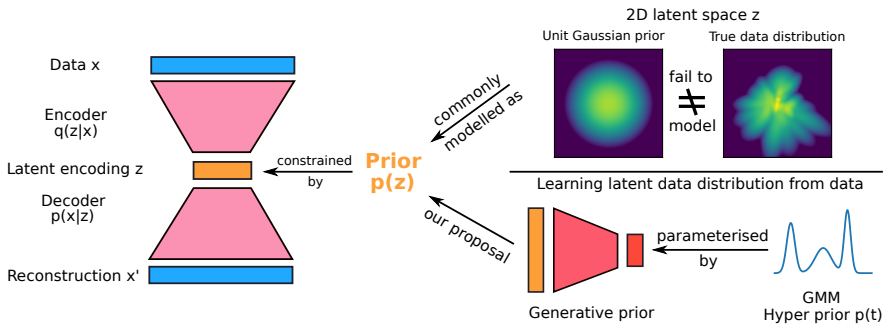 Data x
Encoder
q(z|x)
Latent encoding z
Decoder
p(x|z)
Reconstruction x'
constrained
by
Prior
p(z)
commonly
modelled as
our proposal
2D latent space z
Unit Gaussian prior
True data distribution
fail to
≠
model
Learning latent data distribution from data
Generative prior
parameterised
by
GMM
Hyper prior p(t)